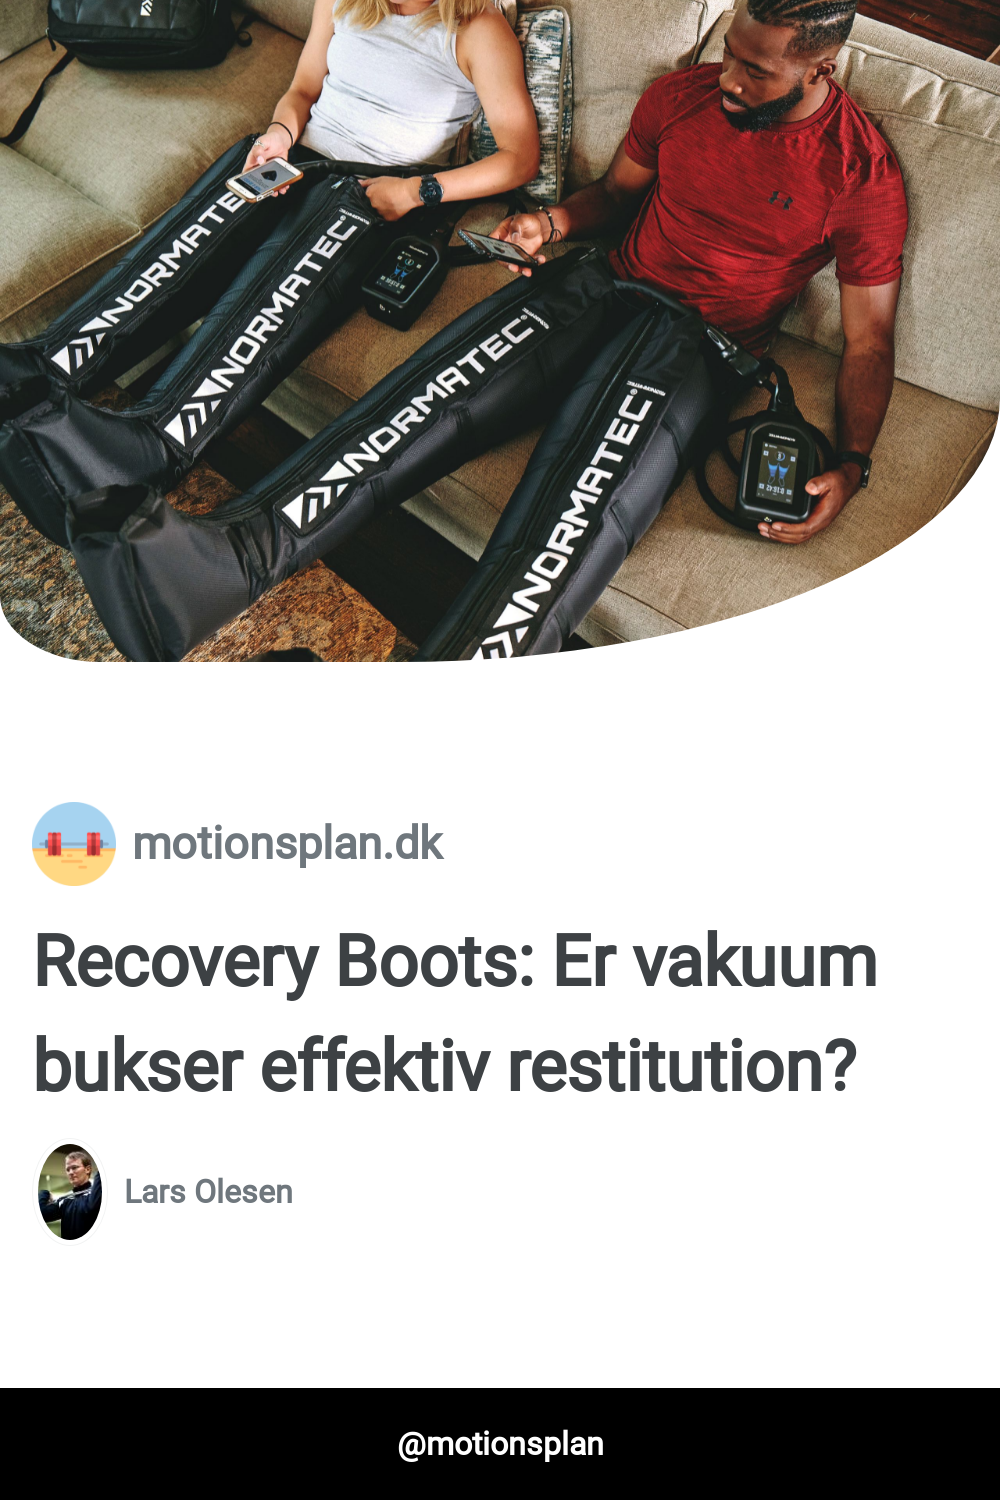 NORMATEC
NORMATEC
NORMATEC
NORMATEC
motionsplan.dk
Recovery Boots: Er vakuum
bukser effektiv restitution?
Lars Olesen
@motionsplan